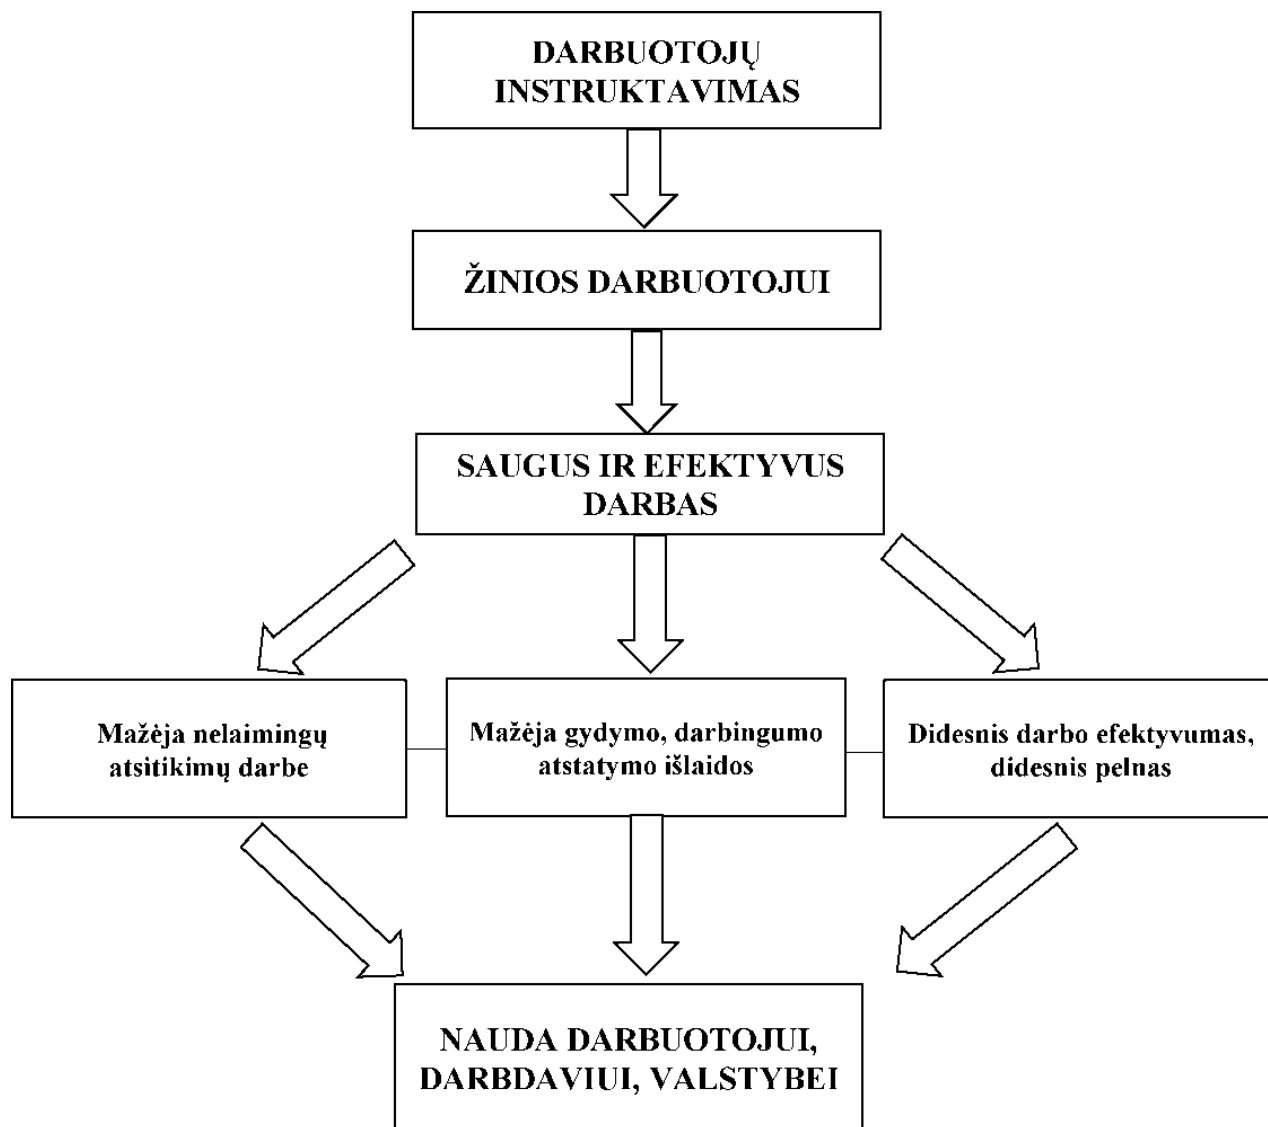 DARBUOTOJŲ
INSTRUKTAVIMAS
ŽINIOS DARBUOTOJUI
SAUGUS IR EFEKTYVUS
DARBAS
Mažėja nelaimingų
atsitikimų darbe
Mažėja gydymo, darbingumo
atstatymo išlaidos
Didesnis darbo efektyvumas,
didesnis pelnas
NAUDA DARBUOTOJUI,
DARBDAVIUI, VALSTYBEI